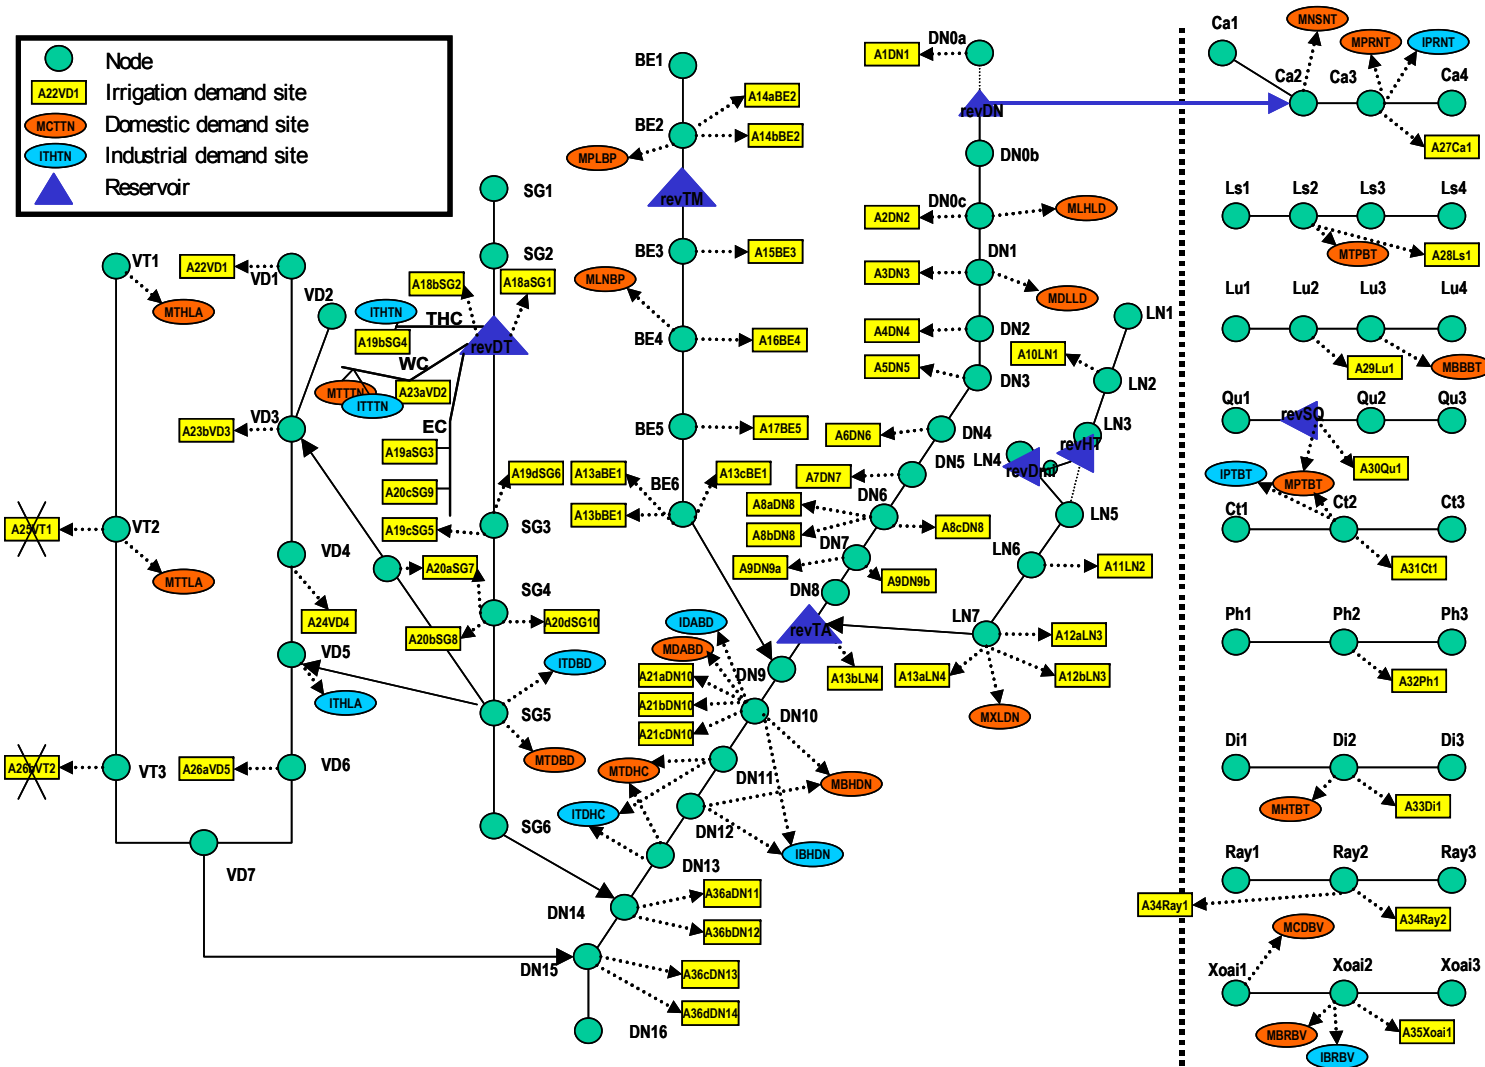 Node
A22VD1 Irrigation demand site
MCTTN Domestic demand site
ITHTN Industrial demand site
Reservoir
VT1
MTHLA
A22VD1
VD1
VD2
VD3
A23bVD3
A25VT1
VT2
MTTLA
VD4
A24VD4
VD5
ITHLA
VT3
A26aVD5
VD6
VD7
SG1
SG2
A18bSG2
A18aSG1
ITHTN
THC
A19bSG4
revDT
WC
MTTTN
ITTTN
A23aVD2
EC
A19aSG3
A20cSG9
A19dSG6
A19cSG5
SG3
A20aSG7
SG4
A20bSG8
A20dSG10
ITDBD
SG5
MTDBD
SG6
BE1
A14aBE2
BE2
A14bBE2
MPLBP
revTM
BE3
A15BE3
MLNBP
BE4
A16BE4
BE5
A17BE5
A13aBE1
A13cBE1
BE6
A13bBE1
DN0a
A1DN1
revDN
DN0b
DN0c
A2DN2
MLHLD
DN1
A3DN3
MDLLD
A4DN4
DN2
A5DN5
DN3
A6DN6
DN4
A7DN7
DN5
A8aDN8
DN6
A8bDN8
A8cDN8
DN7
A9DN9a
A9DN9b
DN8
revTA
A13bLN4
LN1
A10LN1
LN2
LN3
revHT
LN4
revDmi
LN5
LN6
A11LN2
LN7
A12aLN3
A13aLN4
A12bLN3
MXLDN
IDABD
MDABD
DN9
A21aDN10
A21bDN10
DN10
A21cDN10
MTDHC
DN11
MBHDN
ITDHC
DN12
IBHDN
DN13
A36aDN11
DN14
A36bDN12
DN15
A36cDN13
A36dDN14
DN16
Ca1
MNSNT
MPRNT
IPRNT
Ca2
Ca3
Ca4
A27Ca1
Ls1 Ls2 Ls3 Ls4
MTPBT
A28Ls1
Lu1 Lu2 Lu3 Lu4
A29Lu1
MBBBT
Qu1
revSQ
Qu2
Qu3
IPTBT
MPTBT
A30Qu1
Ct1 Ct2 Ct3
A31Ct1
Ph1 Ph2 Ph3
A32Ph1
Di1 Di2 Di3
MHTBT
A33Di1
Ray1 Ray2 Ray3
A34Ray1
A34Ray2
MCDBV
Xoai1 Xoai2 Xoai3
MBRBV
IBRBV
A35Xoai1